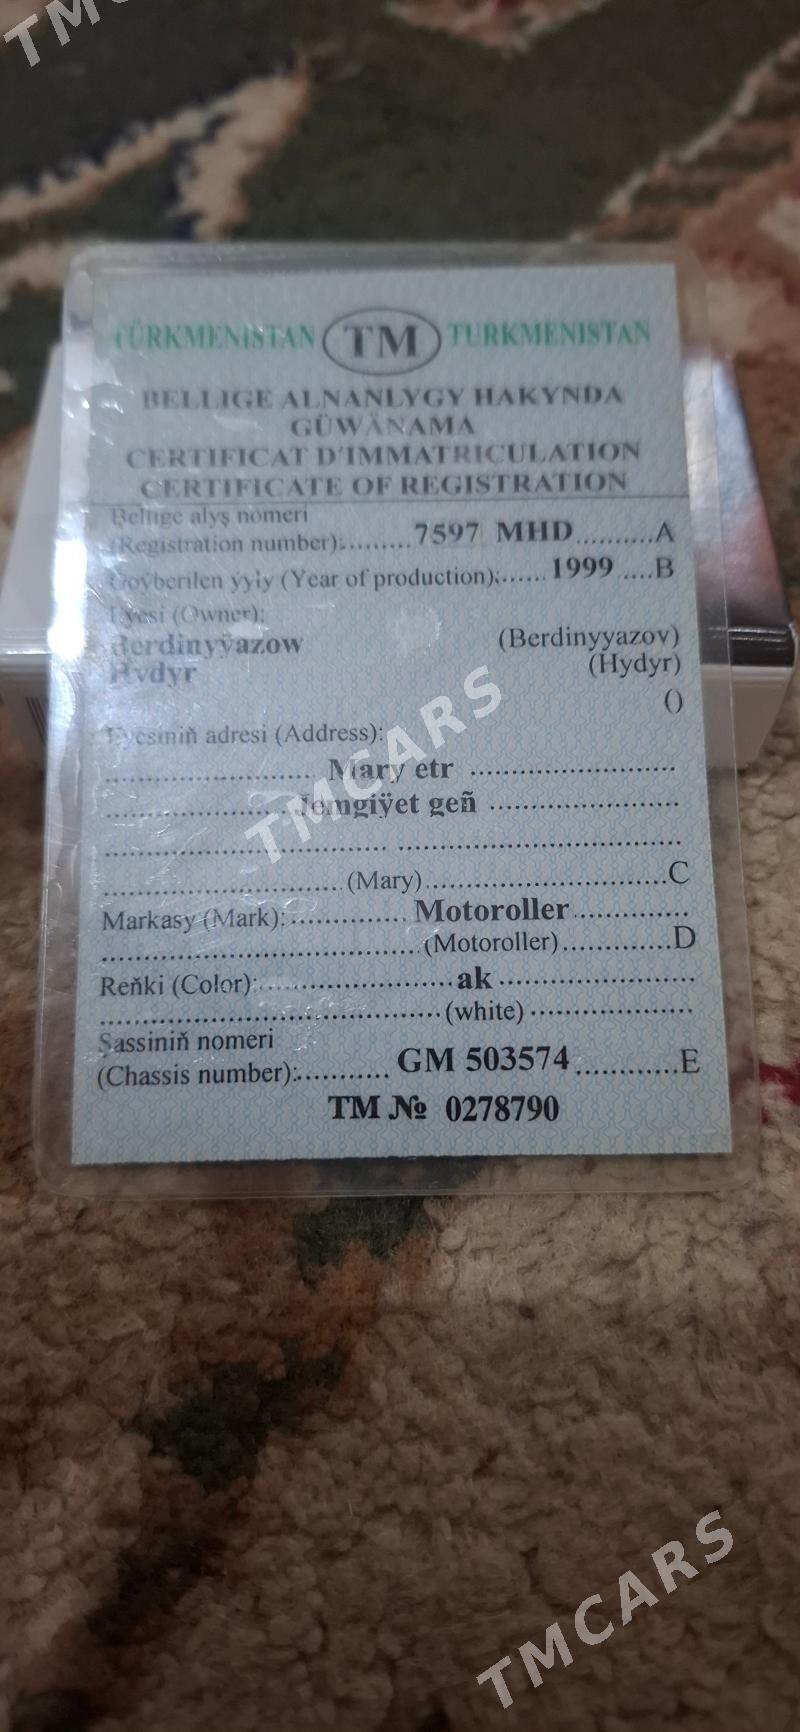 TMCARS
TÜRKMENISTAN TM TURKMENISTAN
BELLIGE ALNANLYGY HAKYNDA
GÜWÄNAMA
CERTIFICAT D'IMMATRICULATION
CERTIFICATE OF REGISTRATION
Bellige alyş nomeri
(Registration number):.........7597 MHD..........A
Goýberilen ýyly (Year of production):......1999....B
Eýesi (Owner):
Berdinyýazow (Berdinyyazov)
Hydyr (Hydyr)
()
Eýesiniň adresi (Address):
Mary etr
Jemgiýet geñ
TMCARS
(Mary)..........C
Markasy (Mark):............Motoroller
(Motoroller)............D
Reňki (Color):............ak
(white)
Şassiniň nomeri
(Chassis number):...........GM 503574............E
TM № 0278790
TMCARS